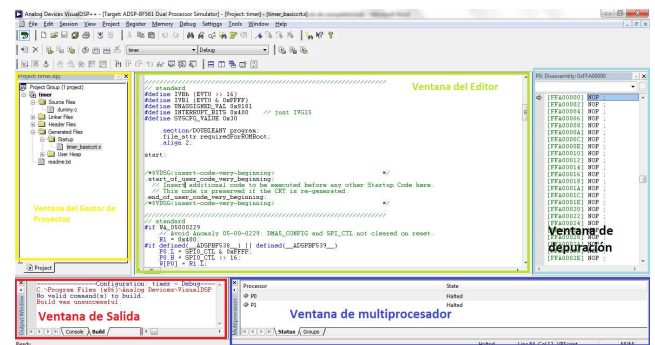 Analog Devices VisualDSP++ - [Target: ADSP-BF561 Dual Processor Simulator] - [Project: timer] - [timer_basiccrt.s]
File Edit Session View Project Register Memory Debug Settings Tools Window Help
timer
Debug
Project: timer.dpj
Project Group (1 project)
timer
Source Files
dummy.c
Linker Files
Header Files
Generated Files
Startup
timer_basiccrt.s
User Heap
readme.txt
Ventana del Gestor de
Proyectos
Project
Ventana del Editor
// standard
#define IVBh (EVT0 >> 16)
#define IVBl (EVT0 & 0xFFFF)
#define UNASSIGNED_VAL 0x8181
#define INTERRUPT_BITS 0x400 // just IVG15
#define SYSCFG_VALUE 0x30
.section/DOUBLEANY program;
.file_attr requiredForROMBoot;
.align 2;
start:
/*$VDSG<insert-code-very-beginning> */
.start_of_user_code_very_beginning:
// Insert additional code to be executed before any other Startup Code here.
// This code is preserved if the CRT is re-generated.
.end_of_user_code_very_beginning:
/*$VDSG<insert-code-very-beginning> */
// standard
#if WA_05000229
// Avoid Anomaly 05-00-0229: DMA5_CONFIG and SPI_CTL not cleared on reset.
R1 = 0x400;
#if defined(__ADSPBF538__) || defined(__ADSPBF539__)
P0.L = SPI0_CTL & 0xFFFF;
P0.H = SPI0_CTL >> 16;
W[P0] = R1.L;
P0: Disassembly: 0xFFA00000
[FFA00000] NOP ;
[FFA00002] NOP ;
[FFA00004] NOP ;
[FFA00006] NOP ;
[FFA00008] NOP ;
[FFA0000A] NOP ;
[FFA0000C] NOP ;
[FFA0000E] NOP ;
[FFA00010] NOP ;
[FFA00012] NOP ;
[FFA00014] NOP ;
[FFA00016] NOP ;
[FFA00018] NOP ;
[FFA0001A] NOP ;
[FFA0001C] NOP ;
[FFA0001E] NOP ;
[FFA00020] NOP ;
[FFA00022] NOP ;
[FFA00024] NOP ;
Ventana de
depuración
[FFA0002E] NOP ;
Output Window
Configuration: timer - Debug
C:\Program Files (x86)\Analog Devices\VisualDSP
No valid command(s) to build.
Build was unsuccessful.
Ventana de Salida
Console Build
Multiprocessor
Processor State
P0 Halted
P1 Halted
Ventana de multiprocesador
Status Groups
Ready
Halted